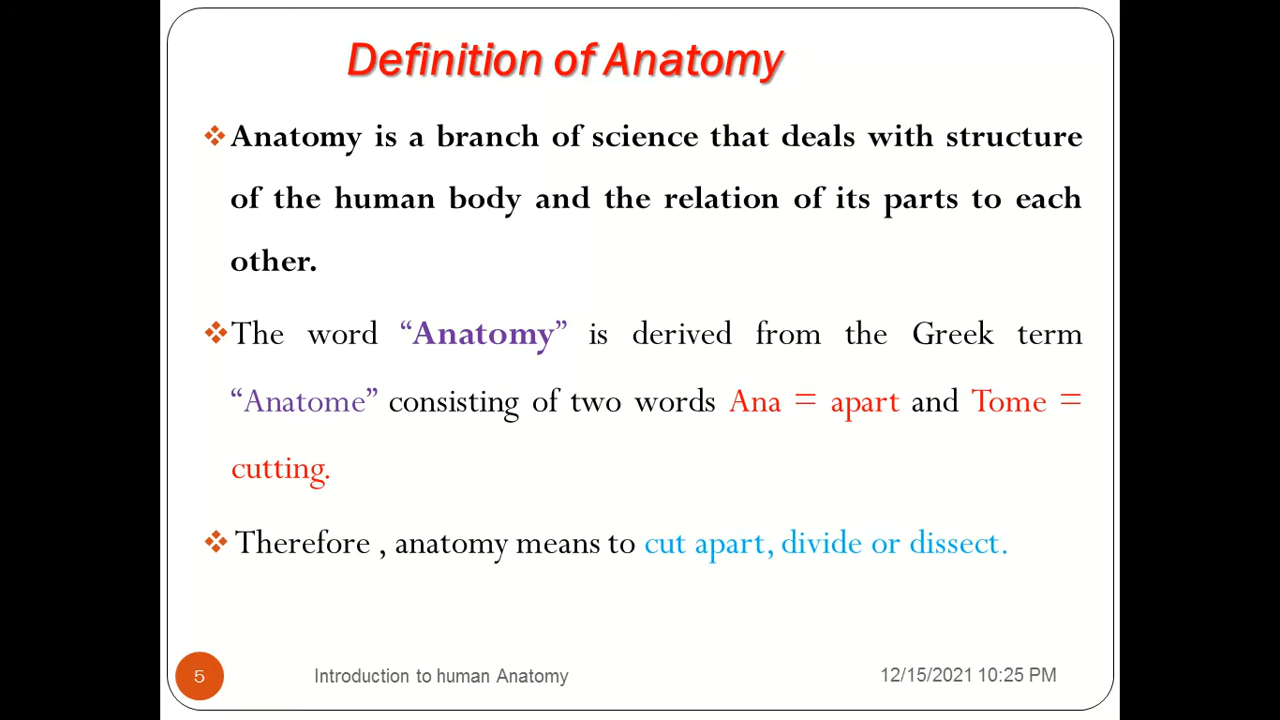 Definition of Anatomy
Anatomy is a branch of science that deals with structure
of the human body and the relation of its parts to each
other.
The word “Anatomy” is derived from the Greek term
“Anatome” consisting of two words Ana = apart and Tome =
cutting.
Therefore , anatomy means to cut apart, divide or dissect.
5 Introduction to human Anatomy 12/15/2021 10:25 PM